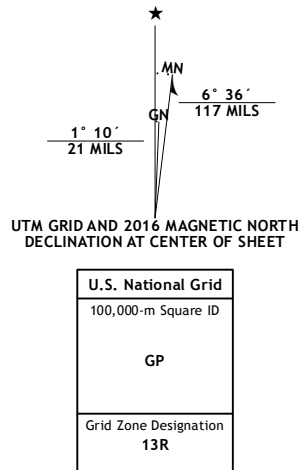 MN
GN
6° 36´
117 MILS
1° 10´
21 MILS
UTM GRID AND 2016 MAGNETIC NORTH
DECLINATION AT CENTER OF SHEET
U.S. National Grid
100,000-m Square ID
GP
Grid Zone Designation
13R